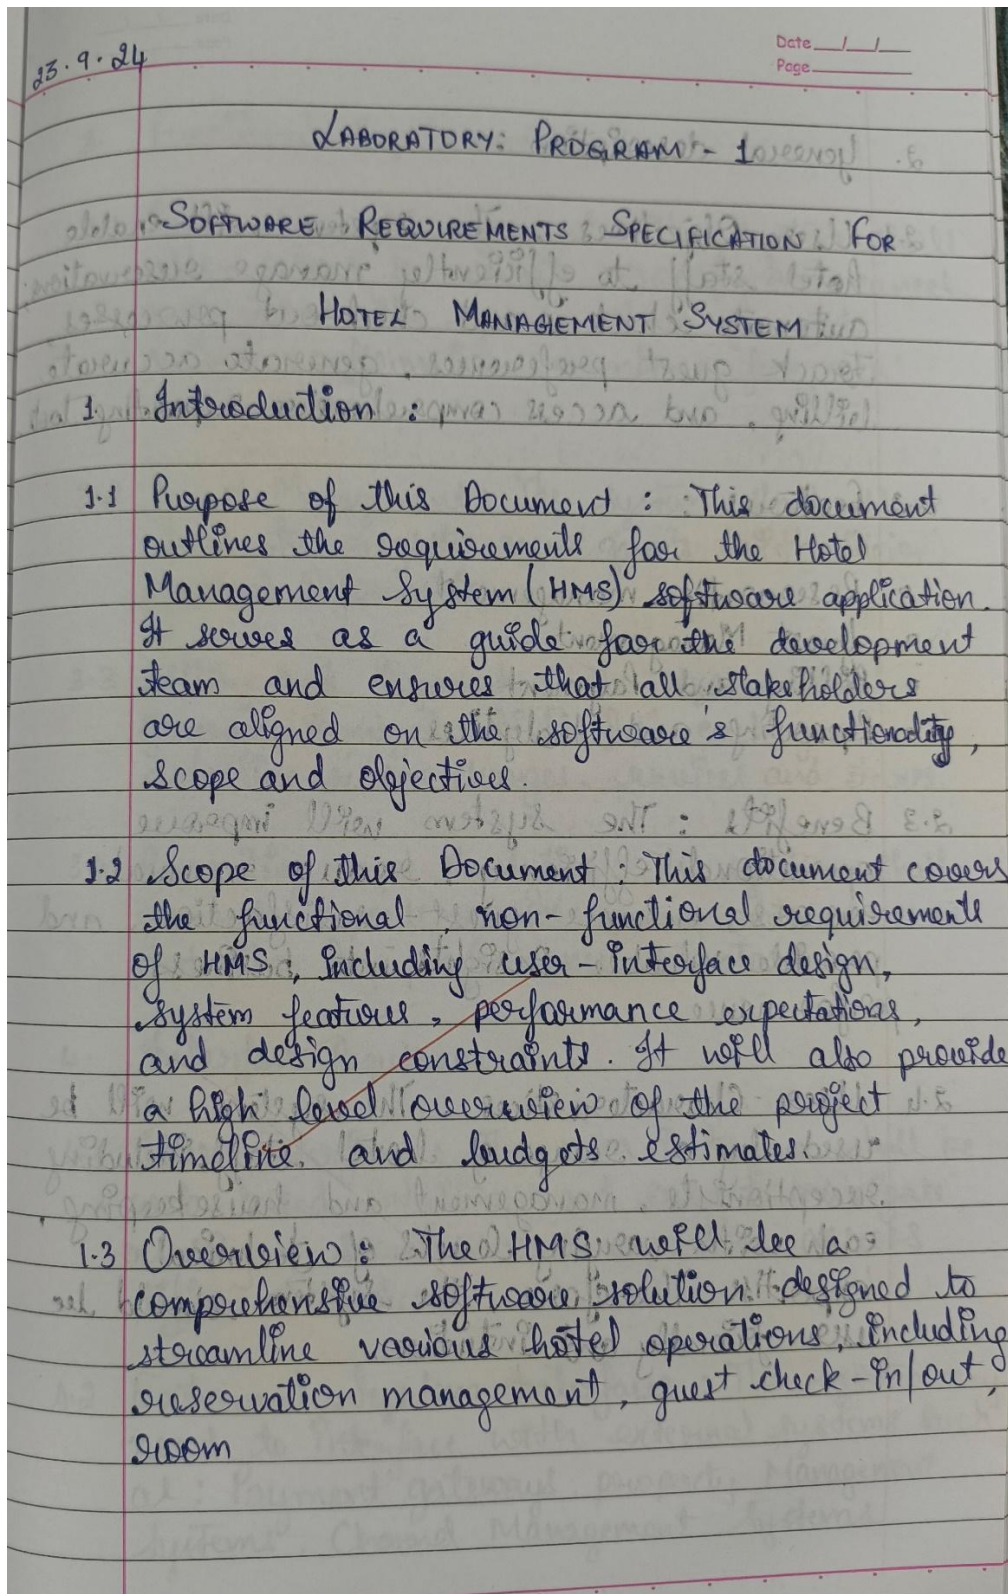 23.9.24
Date__/__/__
Page
LABORATORY: PROGRAM - 1
SOFTWARE REQUIREMENTS SPECIFICATION FOR
HOTEL MANAGEMENT SYSTEM
1. Introduction :
1.1 Purpose of this Document : This document
outlines the requirements for the Hotel
Management System (HMS) software application.
It serves as a guide for the development
team and ensures that all stakeholders
are aligned on the software's functionality,
scope and objectives.
1.2 Scope of this Document : This document covers
the functional, non-functional requirements
of HMS, including user-interface design,
system features, performance expectations,
and design constraints. It will also provide
a high level overview of the project
timeline and budgets estimates.
1.3 Overview : The HMS will be a
comprehensive software solution designed to
streamline various hotel operations, including
reservation management, guest check-in/out,
room